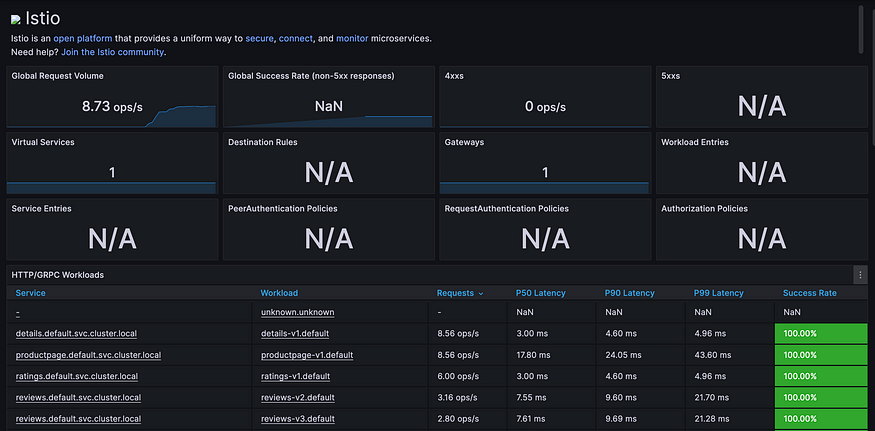 Istio
Istio is an open platform that provides a uniform way to secure, connect, and monitor microservices.
Need help? Join the Istio community.
Global Request Volume
8.73 ops/s
Global Success Rate (non-5xx responses)
NaN
4xxs
0 ops/s
5xxs
N/A
Virtual Services
1
Destination Rules
N/A
Gateways
1
Workload Entries
N/A
Service Entries
N/A
PeerAuthentication Policies
N/A
RequestAuthentication Policies
N/A
Authorization Policies
N/A
HTTP/GRPC Workloads
Service Workload Requests P50 Latency P90 Latency P99 Latency Success Rate
- unknown.unknown - NaN NaN NaN NaN
details.default.svc.cluster.local details-v1.default 8.56 ops/s 3.00 ms 4.60 ms 4.96 ms 100.00%
productpage.default.svc.cluster.local productpage-v1.default 8.56 ops/s 17.80 ms 24.05 ms 43.60 ms 100.00%
ratings.default.svc.cluster.local ratings-v1.default 6.00 ops/s 3.00 ms 4.60 ms 4.96 ms 100.00%
reviews.default.svc.cluster.local reviews-v2.default 3.16 ops/s 7.55 ms 9.60 ms 21.70 ms 100.00%
reviews.default.svc.cluster.local reviews-v3.default 2.80 ops/s 7.61 ms 9.69 ms 21.28 ms 100.00%